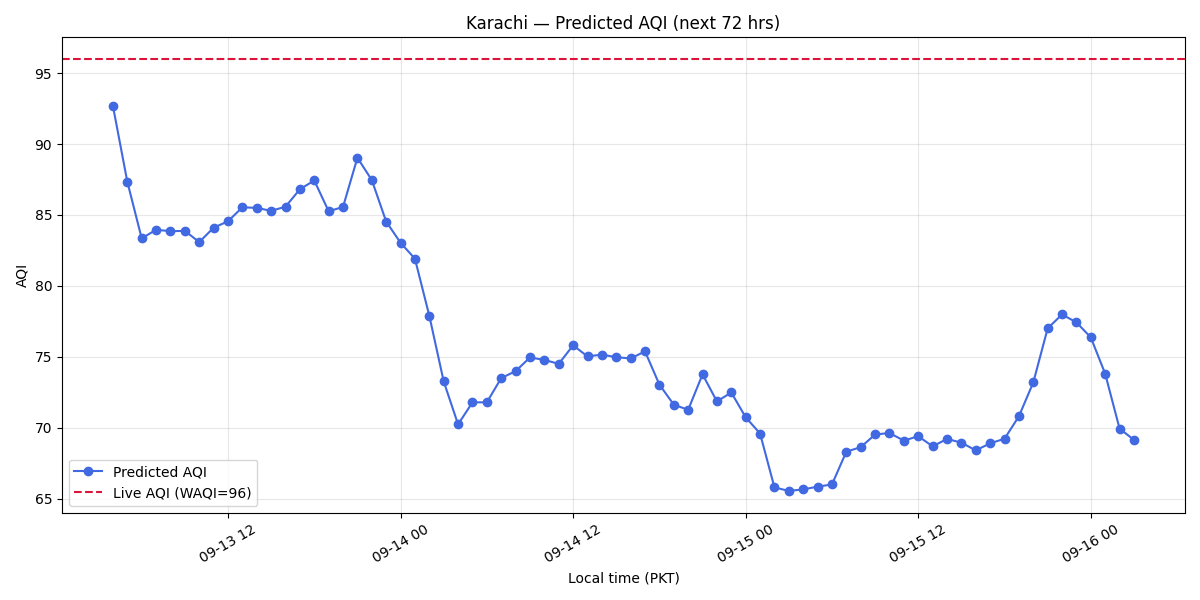 Karachi — Predicted AQI (next 72 hrs)
95
90
85
80
75
70
65
AQI
Predicted AQI
Live AQI (WAQI=96)
09-13 12
09-14 00
09-14 12
09-15 00
09-15 12
09-16 00
Local time (PKT)